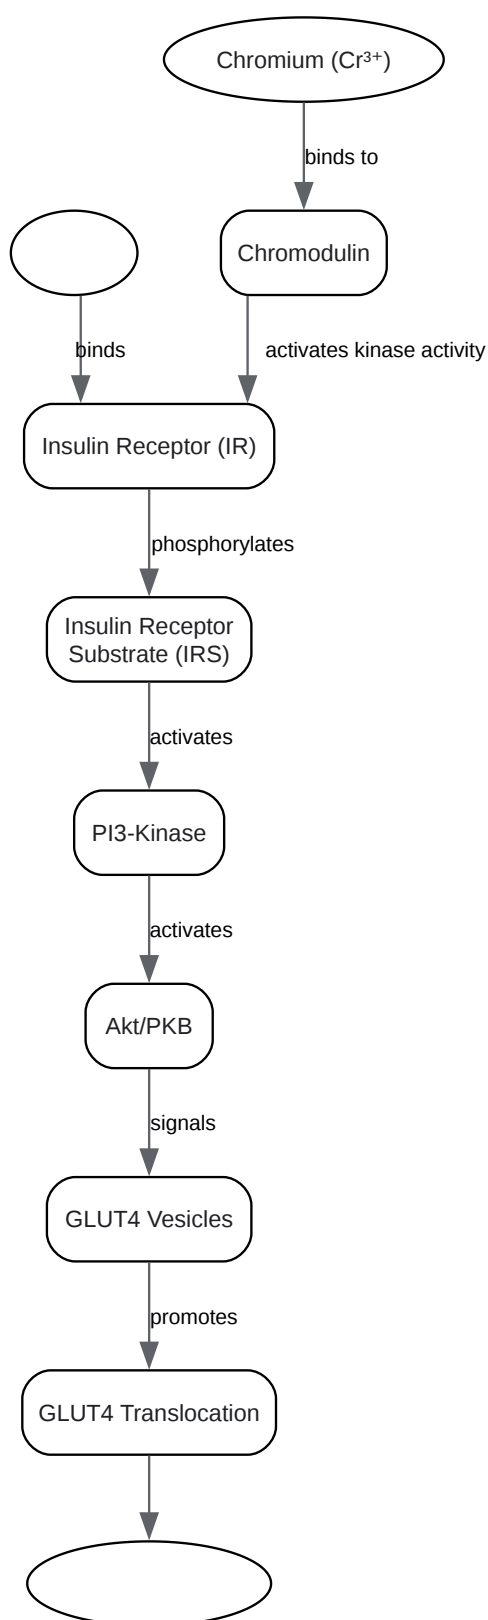 Chromium (Cr³⁺)
binds to
Chromodulin
binds
activates kinase activity
Insulin Receptor (IR)
phosphorylates
Insulin Receptor
Substrate (IRS)
activates
PI3-Kinase
activates
Akt/PKB
signals
GLUT4 Vesicles
promotes
GLUT4 Translocation